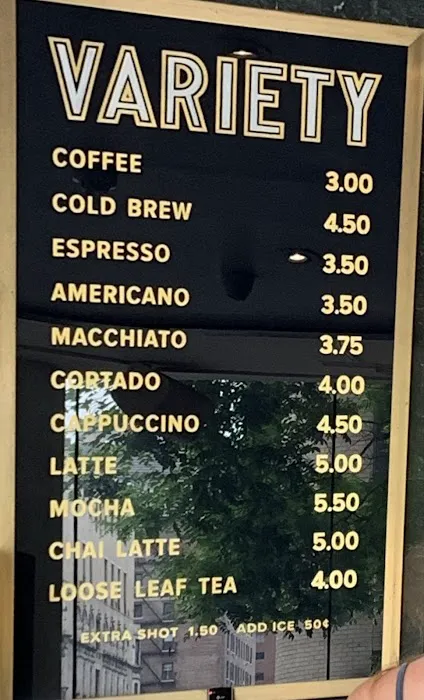 VARIETY
COFFEE 3.00
COLD BREW 4.50
ESPRESSO 3.50
AMERICANO 3.50
MACCHIATO 3.75
CORTADO 4.00
CAPPUCCINO 4.50
LATTE 5.00
MOCHA 5.50
CHAI LATTE 5.00
LOOSE LEAF TEA 4.00
EXTRA SHOT 1.50 ADD ICE 50¢